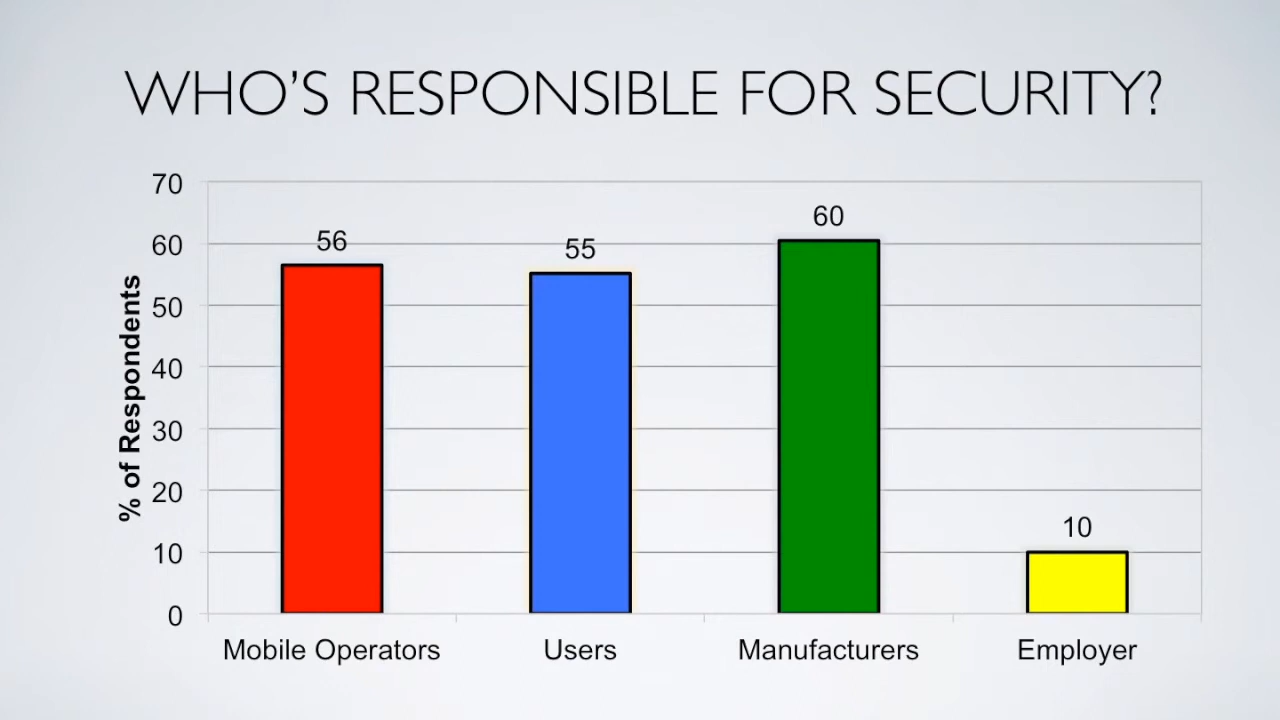 WHO'S RESPONSIBLE FOR SECURITY?
% of Respondents
70
60
50
40
30
20
10
0
56
55
60
10
Mobile Operators
Users
Manufacturers
Employer